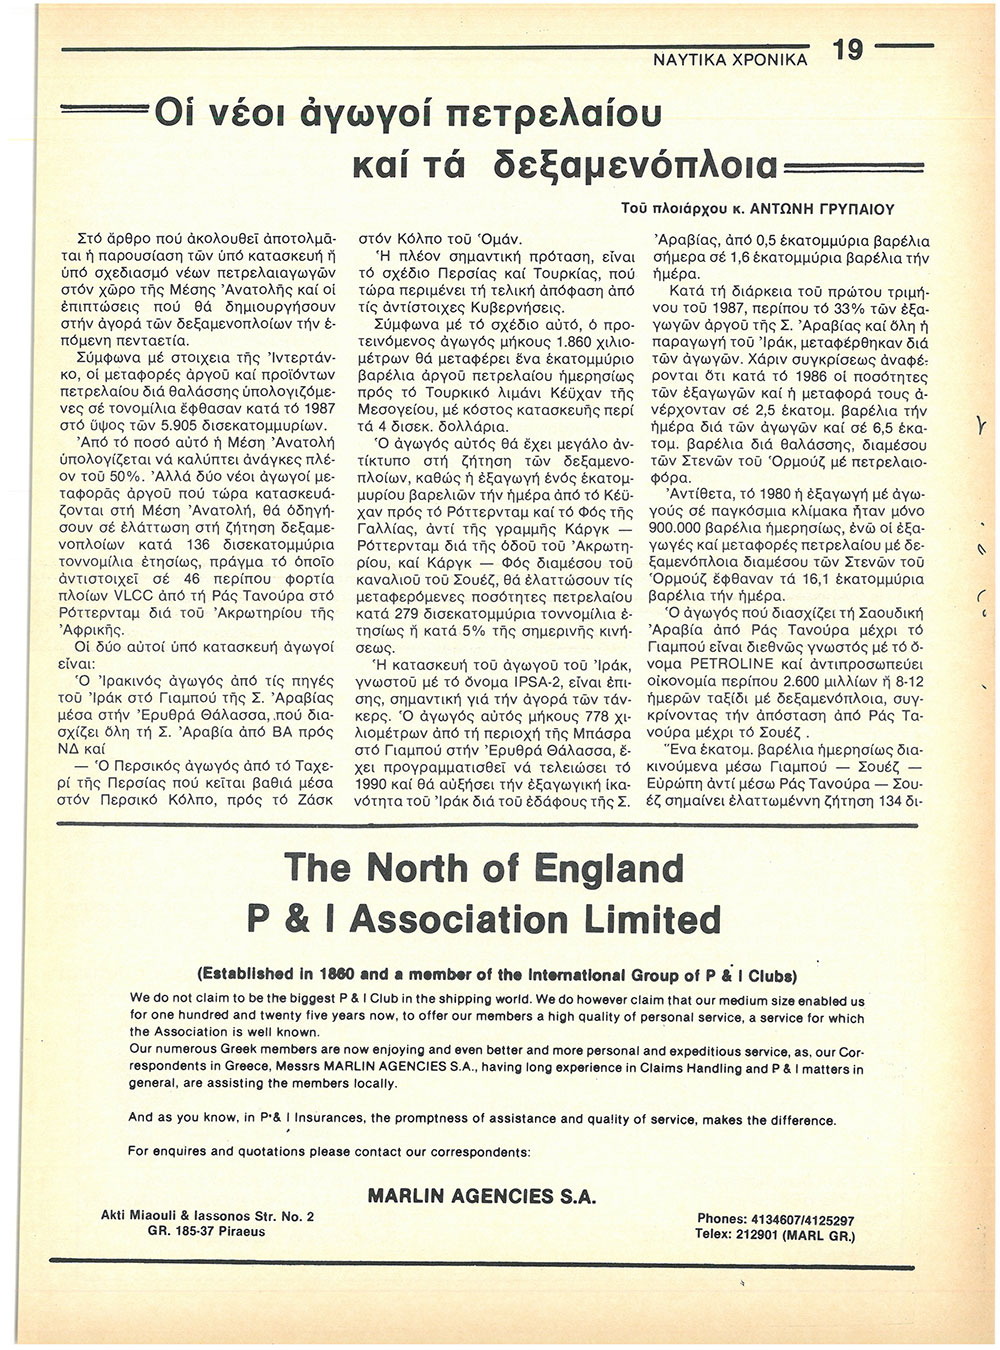 ΝΑΥΤΙΚΑ ΧΡΟΝΙΚΑ 19
Οἱ νέοι ἀγωγοί πετρελαίου
καί τά δεξαμενόπλοια
Τοῦ πλοιάρχου κ. ΑΝΤΩΝΗ ΓΡΥΠΑΙΟΥ
Στό ἄρθρο πού ἀκολουθεῖ ἀποτολμᾶ-
ται ἡ παρουσίαση τῶν ὑπό κατασκευή ἤ
ὑπό σχεδιασμό νέων πετρελαιαγωγῶν
στόν χῶρο τῆς Μέσης Ἀνατολῆς καί οἱ
ἐπιπτώσεις πού θά δημιουργήσουν
στήν ἀγορά τῶν δεξαμενοπλοίων τήν ἑ-
πόμενη πενταετία.
Σύμφωνα μέ στοιχεια τῆς Ἰντερτάν-
κο, οἱ μεταφορές ἀργοῦ καί προϊόντων
πετρελαίου διά θαλάσσης ὑπολογιζόμε-
νες σέ τονομίλια ἔφθασαν κατά τό 1987
στό ὕψος τῶν 5.905 δισεκατομμυρίων.
Ἀπό τό ποσό αὐτό ἡ Μέση Ἀνατολή
ὑπολογίζεται νά καλύπτει ἀνάγκες πλέ-
ον τοῦ 50%. Ἀλλά δύο νέοι ἀγωγοί με-
ταφορᾶς ἀργοῦ πού τώρα κατασκευά-
ζονται στή Μέση Ἀνατολή, θά ὁδηγή-
σουν σέ ἐλάττωση στή ζήτηση δεξαμε-
νοπλοίων κατά 136 δισεκατομμύρια
τοννομίλια ἐτησίως, πράγμα τό ὁποῖο
ἀντιστοιχεῖ σέ 46 περίπου φορτία
πλοίων VLCC ἀπό τή Ράς Τανούρα στό
Ρόττερνταμ διά τοῦ Ἀκρωτηρίου τῆς
Ἀφρικῆς.
Οἱ δύο αὐτοί ὑπό κατασκευή ἀγωγοί
εἶναι:
Ὁ Ἰρακινός ἀγωγός ἀπό τίς πηγές
τοῦ Ἰράκ στό Γιαμπού τῆς Σ. Ἀραβίας
μέσα στήν Ἐρυθρά Θάλασσα, πού δια-
σχίζει ὅλη τή Σ. Ἀραβία ἀπό ΒΑ πρός
ΝΔ καί
— Ὁ Περσικός ἀγωγός ἀπό τό Ταχε-
ρί τῆς Περσίας πού κεῖται βαθιά μέσα
στόν Περσικό Κόλπο, πρός τό Ζάσκ
στόν Κόλπο τοῦ Ὀμάν.
Ἡ πλέον σημαντική πρόταση, εἶναι
τό σχέδιο Περσίας καί Τουρκίας, πού
τώρα περιμένει τή τελική ἀπόφαση ἀπό
τίς ἀντίστοιχες Κυβερνήσεις.
Σύμφωνα μέ τό σχέδιο αὐτό, ὁ προ-
τεινόμενος ἀγωγός μήκους 1.860 χιλιο-
μέτρων θά μεταφέρει ἕνα ἑκατομμύριο
βαρέλια ἀργοῦ πετρελαίου ἡμερησίως
πρός τό Τουρκικό λιμάνι Κέϋχαν τῆς
Μεσογείου, μέ κόστος κατασκευῆς περί
τά 4 δισεκ. δολλάρια.
Ὁ ἀγωγός αὐτός θά ἔχει μεγάλο ἀν-
τίκτυπο στή ζήτηση τῶν δεξαμενο-
πλοίων, καθώς ἡ ἐξαγωγή ἑνός ἑκατομ-
μυρίου βαρελιῶν τήν ἡμέρα ἀπό τό Κέϋ-
χαν πρός τό Ρόττερνταμ καί τό Φός τῆς
Γαλλίας, ἀντί τῆς γραμμῆς Κάργκ —
Ρόττερνταμ διά τῆς ὁδοῦ τοῦ Ἀκρωτη-
ρίου, καί Κάργκ — Φός διαμέσου τοῦ
καναλιοῦ τοῦ Σουέζ, θά ἐλαττώσουν τίς
μεταφερόμενες ποσότητες πετρελαίου
κατά 279 δισεκατομμύρια τοννομίλια ἐ-
τησίως ἤ κατά 5% τῆς σημερινῆς κινή-
σεως.
Ἡ κατασκευή τοῦ ἀγωγοῦ τοῦ Ἰράκ,
γνωστοῦ μέ τό ὄνομα IPSA-2, εἶναι ἐπί-
σης, σημαντική γιά τήν ἀγορά τῶν τάν-
κερς. Ὁ ἀγωγός αὐτός μήκους 778 χι-
λιομέτρων ἀπό τή περιοχή τῆς Μπάσρα
στό Γιαμπού στήν Ἐρυθρά Θάλασσα, ἔ-
χει προγραμματισθεῖ νά τελειώσει τό
1990 καί θά αὐξήσει τήν ἐξαγωγική ἱκα-
νότητα τοῦ Ἰράκ διά τοῦ ἐδάφους τῆς Σ.
Ἀραβίας, ἀπό 0,5 ἑκατομμύρια βαρέλια
σήμερα σέ 1,6 ἑκατομμύρια βαρέλια τήν
ἡμέρα.
Κατά τή διάρκεια τοῦ πρώτου τριμή-
νου τοῦ 1987, περίπου τό 33% τῶν ἐξα-
γωγῶν ἀργοῦ τῆς Σ. Ἀραβίας καί ὅλη ἡ
παραγωγή τοῦ Ἰράκ, μεταφέρθηκαν διά
τῶν ἀγωγῶν. Χάριν συγκρίσεως ἀναφέ-
ρονται ὅτι κατά τό 1986 οἱ ποσότητες
τῶν ἐξαγωγῶν καί ἡ μεταφορά τους ἀ-
νέρχονταν σέ 2,5 ἑκατομ. βαρέλια τήν
ἡμέρα διά τῶν ἀγωγῶν καί σέ 6,5 ἑκα-
τομ. βαρέλια διά θαλάσσης, διαμέσου
τῶν Στενῶν τοῦ Ὁρμούζ μέ πετρελαιο-
φόρα.
Ἀντίθετα, τό 1980 ἡ ἐξαγωγή μέ ἀγω-
γούς σέ παγκόσμια κλίμακα ἦταν μόνο
900.000 βαρέλια ἡμερησίως, ἐνῶ οἱ ἐξα-
γωγές καί μεταφορές πετρελαίου μέ δε-
ξαμενόπλοια διαμέσου τῶν Στενῶν τοῦ
Ὁρμούζ ἔφθαναν τά 16,1 ἑκατομμύρια
βαρέλια τήν ἡμέρα.
Ὁ ἀγωγός πού διασχίζει τή Σαουδική
Ἀραβία ἀπό Ράς Τανούρα μέχρι τό
Γιαμπού εἶναι διεθνῶς γνωστός μέ τό ὄ-
νομα PETROLINE καί ἀντιπροσωπεύει
οἰκονομία περίπου 2.600 μιλλίων ἤ 8-12
ἡμερῶν ταξίδι μέ δεξαμενόπλοια, συγ-
κρίνοντας τήν ἀπόσταση ἀπό Ράς Τα-
νούρα μέχρι τό Σουέζ .
Ἕνα ἑκατομ. βαρέλια ἡμερησίως δια-
κινούμενα μέσω Γιαμπού — Σουέζ —
Εὐρώπη ἀντί μέσω Ράς Τανούρα — Σου-
έζ σημαίνει ἐλαττωμέννη ζήτηση 134 δι-
The North of England
P & I Association Limited
(Established in 1860 and a member of the International Group of P & I Clubs)
We do not claim to be the biggest P & I Club in the shipping world. We do however claim that our medium size enabled us
for one hundred and twenty five years now, to offer our members a high quality of personal service, a service for which
the Association is well known.
Our numerous Greek members are now enjoying and even better and more personal and expeditious service, as, our Cor-
respondents in Greece, Messrs MARLIN AGENCIES S.A., having long experience in Claims Handling and P & I matters in
general, are assisting the members locally.
And as you know, in P & I Insurances, the promptness of assistance and quality of service, makes the difference.
For enquires and quotations please contact our correspondents:
MARLIN AGENCIES S.A.
Akti Miaouli & Iassonos Str. No. 2
GR. 185-37 Piraeus
Phones: 4134607/4125297
Telex: 212901 (MARL GR.)